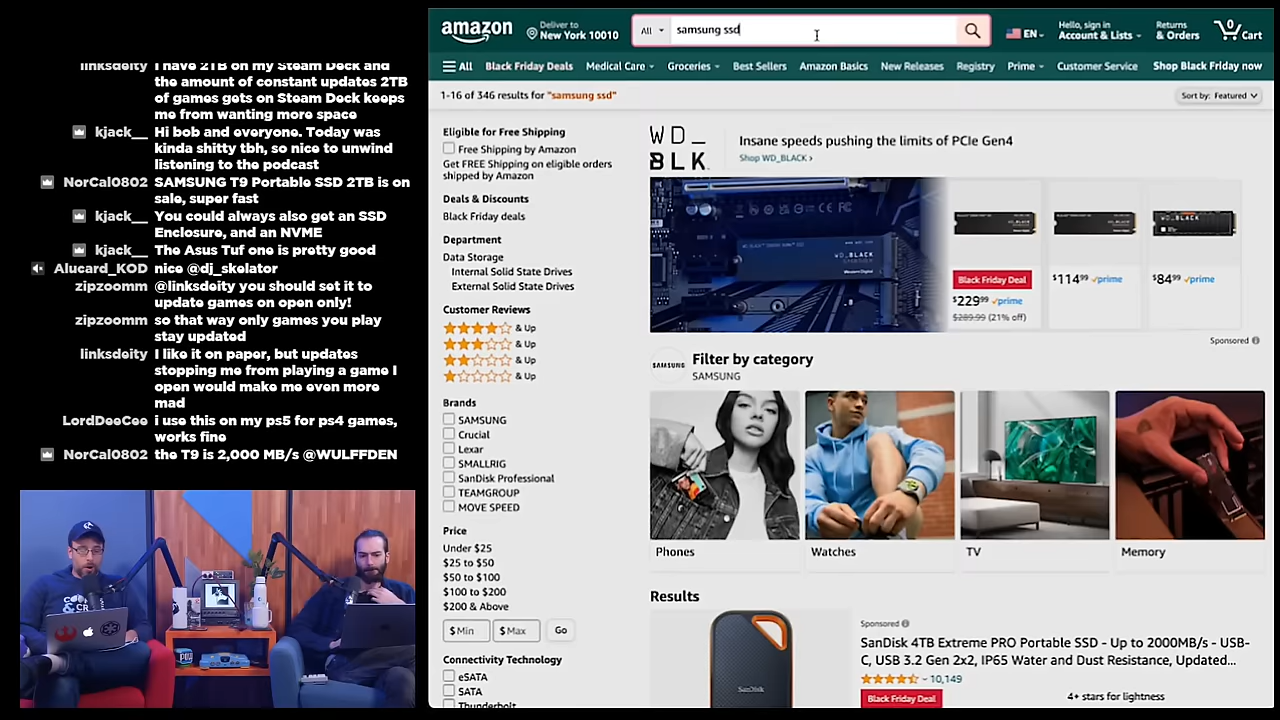 linksdeity I have 2TB on my Steam Deck and
the amount of constant updates 2TB
of games gets on Steam Deck keeps
me from wanting more space
kjack__ Hi bob and everyone. Today was
kinda shitty tbh, so nice to unwind
listening to the podcast
NorCal0802 SAMSUNG T9 Portable SSD 2TB is on
sale, super fast
kjack__ You could always also get an SSD
Enclosure, and an NVME
kjack__ The Asus Tuf one is pretty good
Alucard_KOD nice @dj_skelator
zipzoomm @linksdeity you should set it to
update games on open only!
zipzoomm so that way only games you play
stay updated
linksdeity I like it on paper, but updates
stopping me from playing a game I
open would make me even more
mad
LordDeeCee i use this on my ps5 for ps4 games,
works fine
NorCal0802 the T9 is 2,000 MB/s @WULFFDEN
amazon
Deliver to
New York 10010
All
samsung ssd
EN
Hello, sign in
Account & Lists
Returns
& Orders
0
Cart
All
Black Friday Deals
Medical Care
Groceries
Best Sellers
Amazon Basics
New Releases
Registry
Prime
Customer Service
Shop Black Friday now
1-16 of 346 results for "samsung ssd"
Sort by: Featured
Eligible for Free Shipping
Free Shipping by Amazon
Get FREE Shipping on eligible orders
shipped by Amazon
Deals & Discounts
Black Friday deals
Department
Data Storage
Internal Solid State Drives
External Solid State Drives
Customer Reviews
& Up
& Up
& Up
& Up
Brands
SAMSUNG
Crucial
Lexar
SMALLRIG
SanDisk Professional
TEAMGROUP
MOVE SPEED
Price
Under $25
$25 to $50
$50 to $100
$100 to $200
$200 & Above
$ Min
$ Max
Go
Connectivity Technology
eSATA
SATA
Thunderbolt
WD_
BLK
Insane speeds pushing the limits of PCIe Gen4
Shop WD_BLACK ›
Black Friday Deal
$229.99 prime
$289.99 (21% off)
$114.99 prime
$84.99 prime
Sponsored
SAMSUNG
Filter by category
SAMSUNG
Phones
Watches
TV
Memory
Results
SanDisk
Sponsored
SanDisk 4TB Extreme PRO Portable SSD - Up to 2000MB/s - USB-
C, USB 3.2 Gen 2x2, IP65 Water and Dust Resistance, Updated...
10,149
Black Friday Deal
4+ stars for lightness